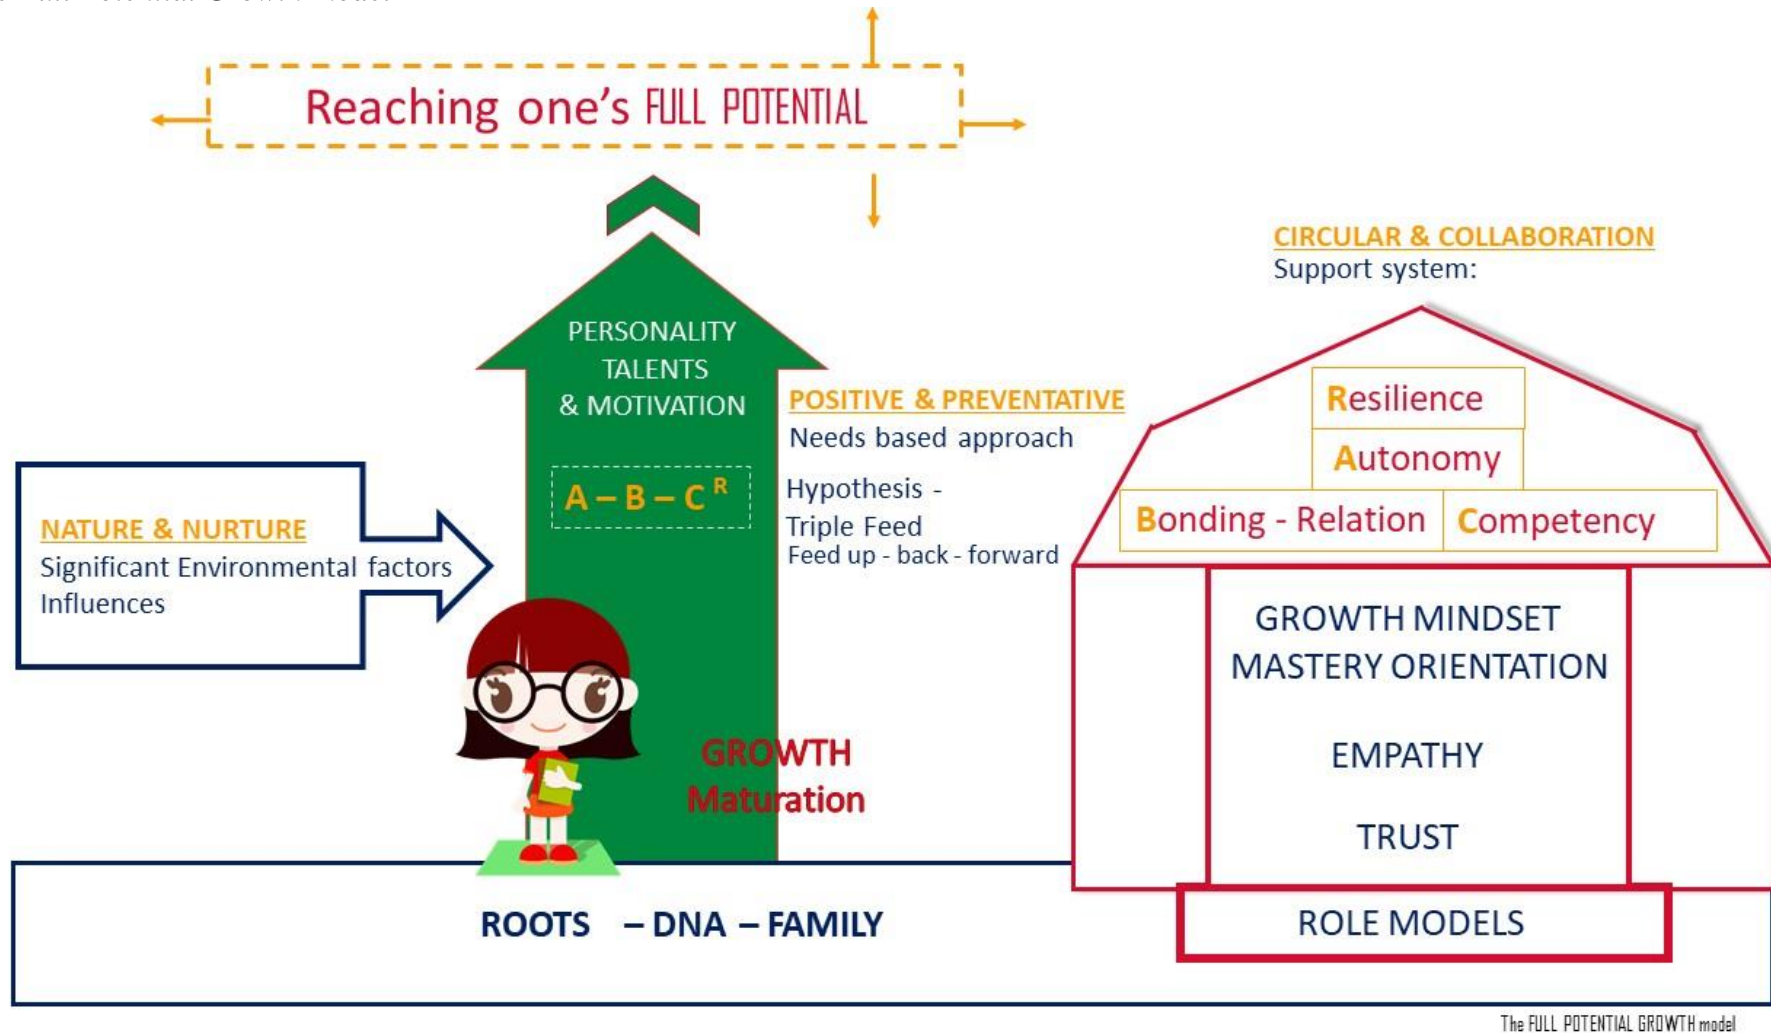 Reaching one's FULL POTENTIAL
CIRCULAR & COLLABORATION
Support system:
PERSONALITY
TALENTS
& MOTIVATION
A – B – C R
POSITIVE & PREVENTATIVE
Needs based approach
Hypothesis -
Triple Feed
Feed up - back - forward
NATURE & NURTURE
Significant Environmental factors
Influences
Resilience
Autonomy
Bonding - Relation
Competency
GROWTH MINDSET
MASTERY ORIENTATION
EMPATHY
TRUST
GROWTH
Maturation
ROOTS – DNA – FAMILY
ROLE MODELS
The FULL POTENTIAL GROWTH model